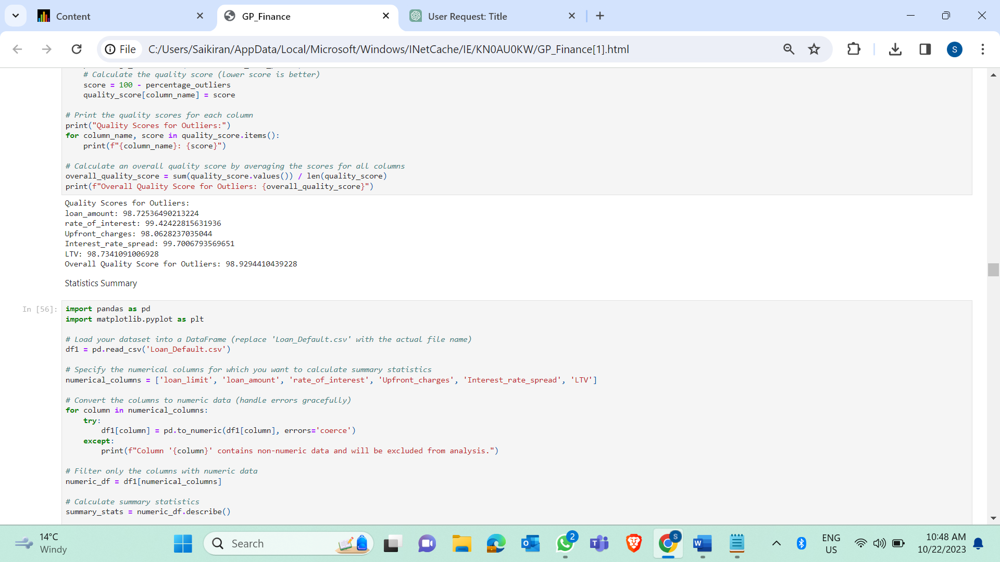 Content
GP_Finance
User Request: Title
File
C:/Users/Saikiran/AppData/Local/Microsoft/Windows/INetCache/IE/KN0AU0KW/GP_Finance[1].html
S
# Calculate the quality score (lower score is better)
score = 100 - percentage_outliers
quality_score[column_name] = score
# Print the quality scores for each column
print("Quality Scores for Outliers:")
for column_name, score in quality_score.items():
print(f"{column_name}: {score}")
# Calculate an overall quality score by averaging the scores for all columns
overall_quality_score = sum(quality_score.values()) / len(quality_score)
print(f"Overall Quality Score for Outliers: {overall_quality_score}")
Quality Scores for Outliers:
loan_amount: 98.72536490213224
rate_of_interest: 99.42422815631936
Upfront_charges: 98.0628237035044
Interest_rate_spread: 99.7006793569651
LTV: 98.7341091006928
Overall Quality Score for Outliers: 98.9294410439228
Statistics Summary
In [56]:
import pandas as pd
import matplotlib.pyplot as plt
# Load your dataset into a DataFrame (replace 'Loan_Default.csv' with the actual file name)
df1 = pd.read_csv('Loan_Default.csv')
# Specify the numerical columns for which you want to calculate summary statistics
numerical_columns = ['loan_limit', 'loan_amount', 'rate_of_interest', 'Upfront_charges', 'Interest_rate_spread', 'LTV']
# Convert the columns to numeric data (handle errors gracefully)
for column in numerical_columns:
try:
df1[column] = pd.to_numeric(df1[column], errors='coerce')
except:
print(f"Column '{column}' contains non-numeric data and will be excluded from analysis.")
# Filter only the columns with numeric data
numeric_df = df1[numerical_columns]
# Calculate summary statistics
summary_stats = numeric_df.describe()
14°C
Windy
Search
2
S
ENG
US
10:48 AM
10/22/2023